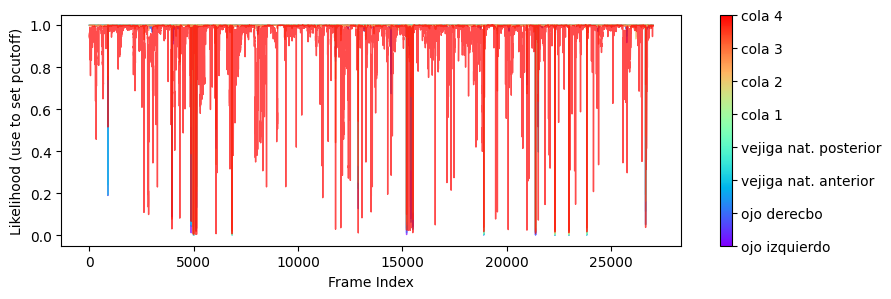 Likelihood (use to set pcutoff)
1.0
0.8
0.6
0.4
0.2
0.0
0
5000
10000
15000
20000
25000
Frame Index
cola 4
cola 3
cola 2
cola 1
vejiga nat. posterior
vejiga nat. anterior
ojo derecbo
ojo izquierdo